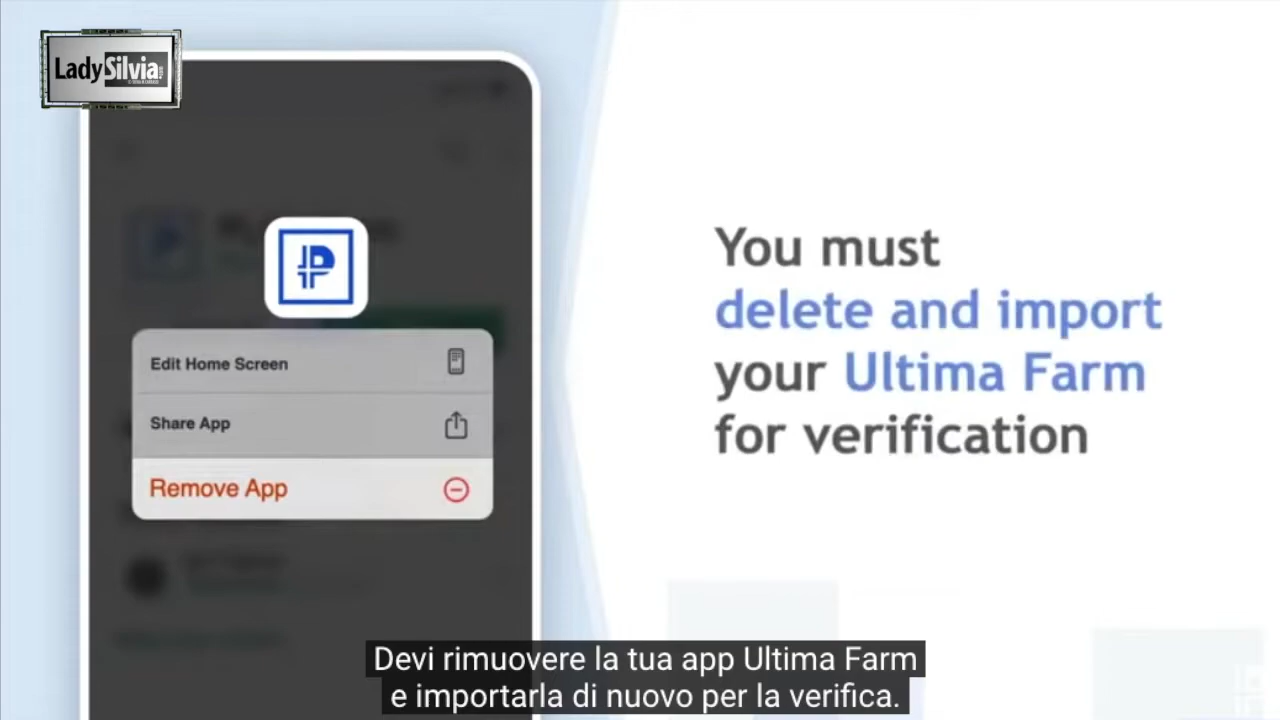 LadySilvia
You must
delete and import
your Ultima Farm
for verification
Edit Home Screen
Share App
Remove App
Devi rimuovere la tua app Ultima Farm
e importarla di nuovo per la verifica.